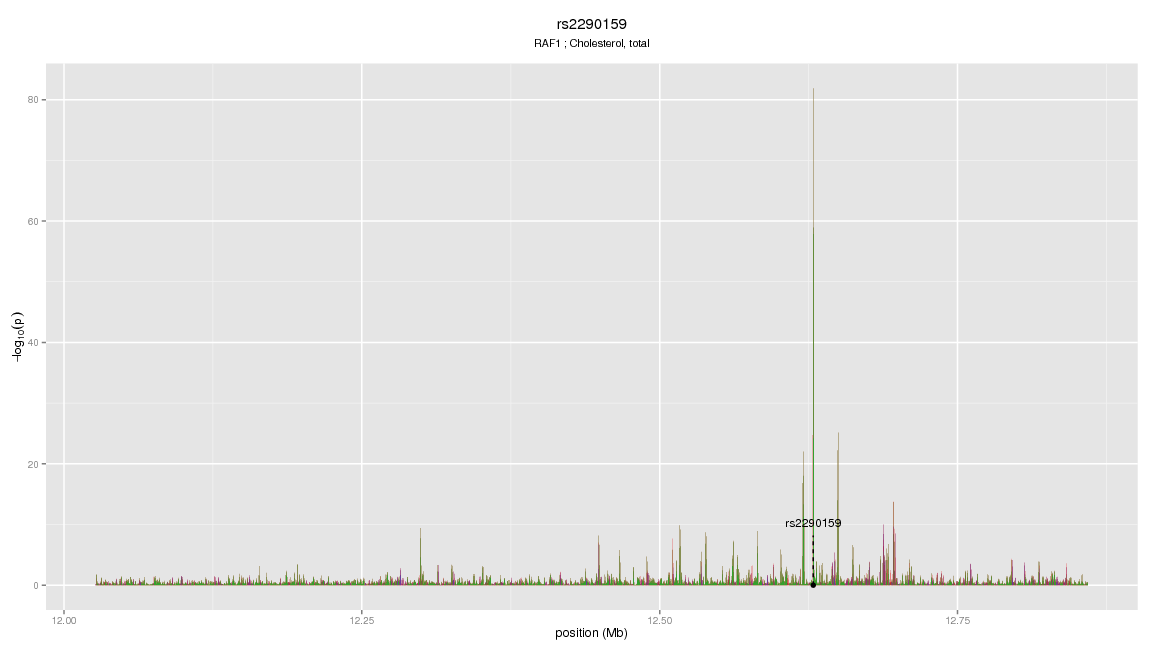 rs2290159
RAF1 ; Cholesterol, total
80
60
40
20
0
−log10(p)
rs2290159
12.00
12.25
12.50
12.75
position (Mb)